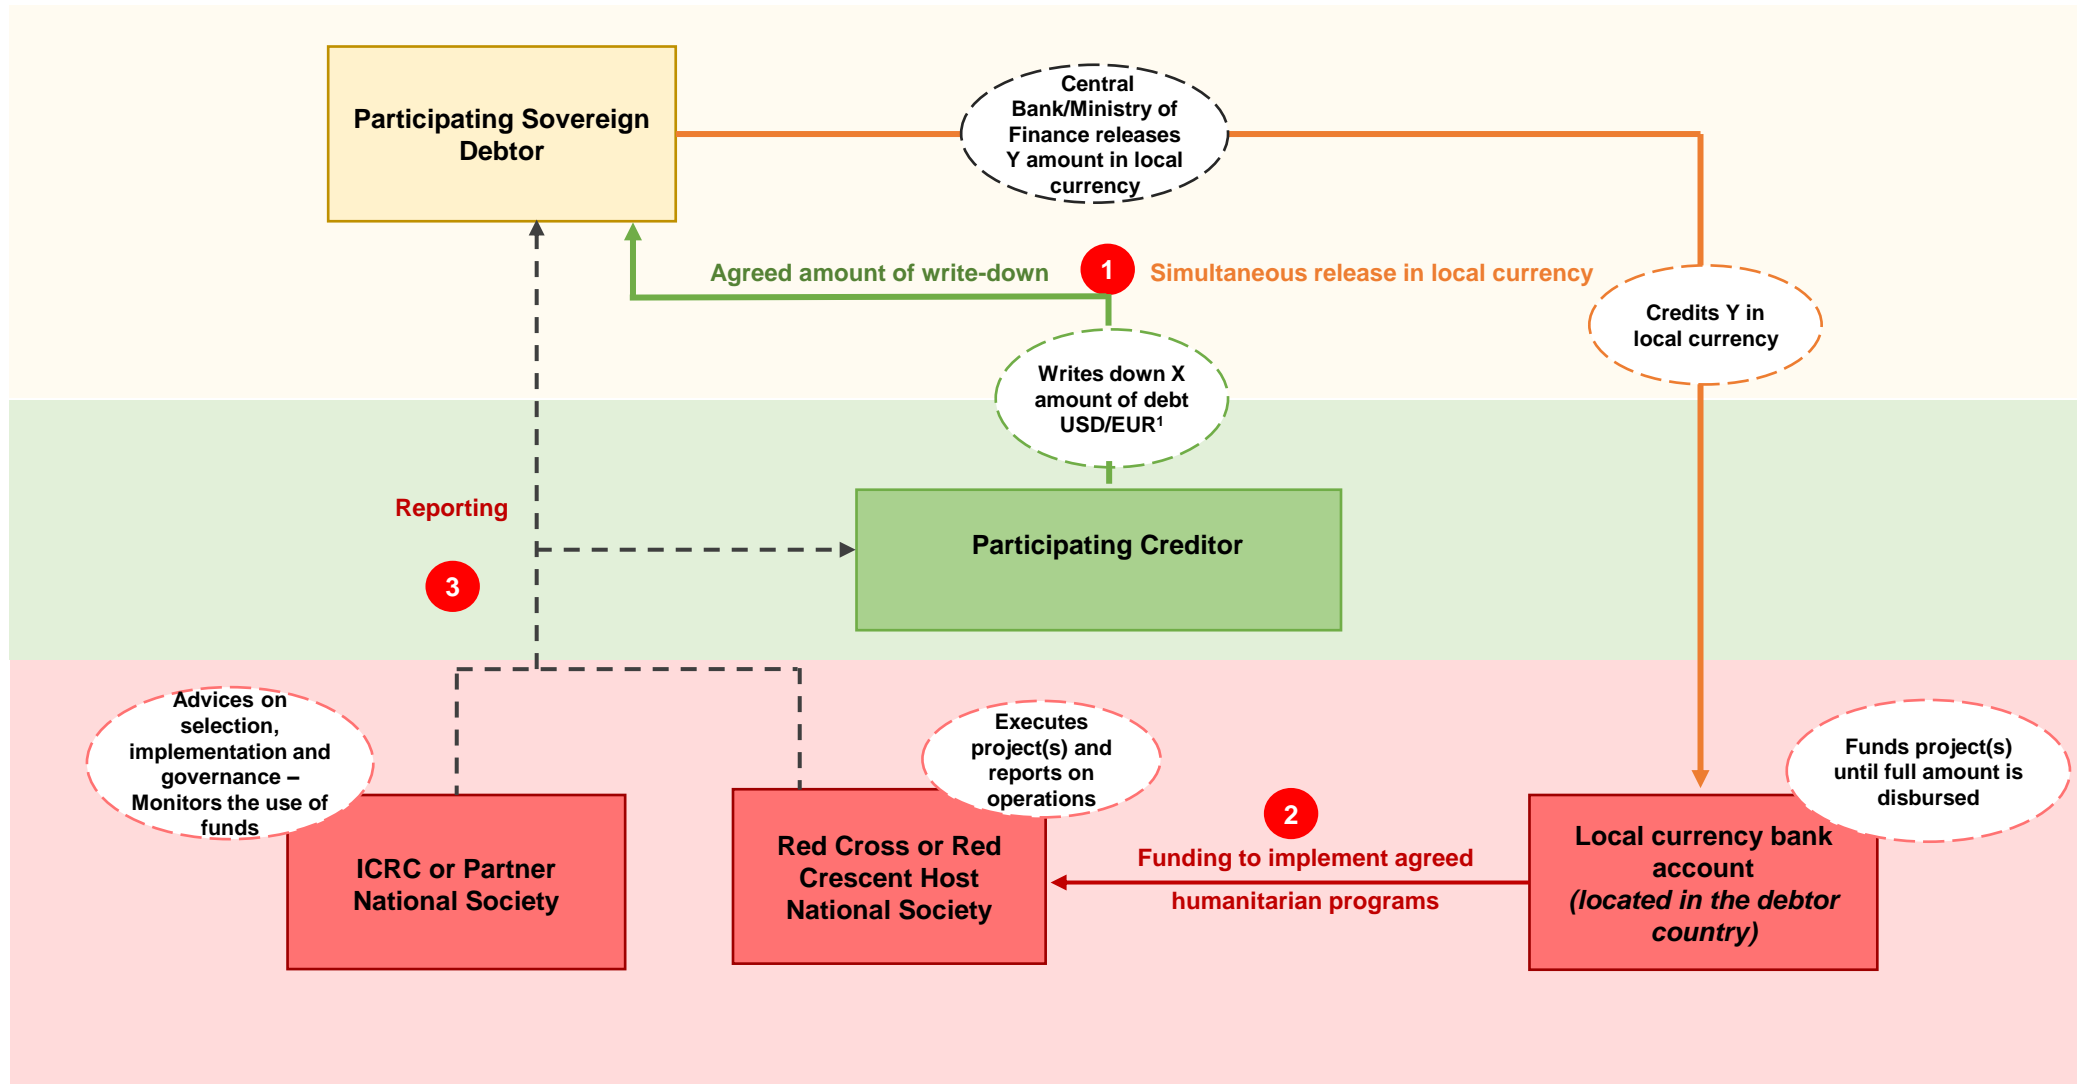 Participating Sovereign
Debtor
Central
Bank/Ministry of
Finance releases
Y amount in local
currency
Agreed amount of write-down
1
Simultaneous release in local currency
Credits Y in
local currency
Writes down X
amount of debt
USD/EUR¹
Reporting
3
Participating Creditor
Advices on
selection,
implementation and
governance –
Monitors the use of
funds
ICRC or Partner
National Society
Executes
project(s) and
reports on
operations
Red Cross or Red
Crescent Host
National Society
2
Funding to implement agreed
humanitarian programs
Funds project(s)
until full amount is
disbursed
Local currency bank
account
(located in the debtor
country)